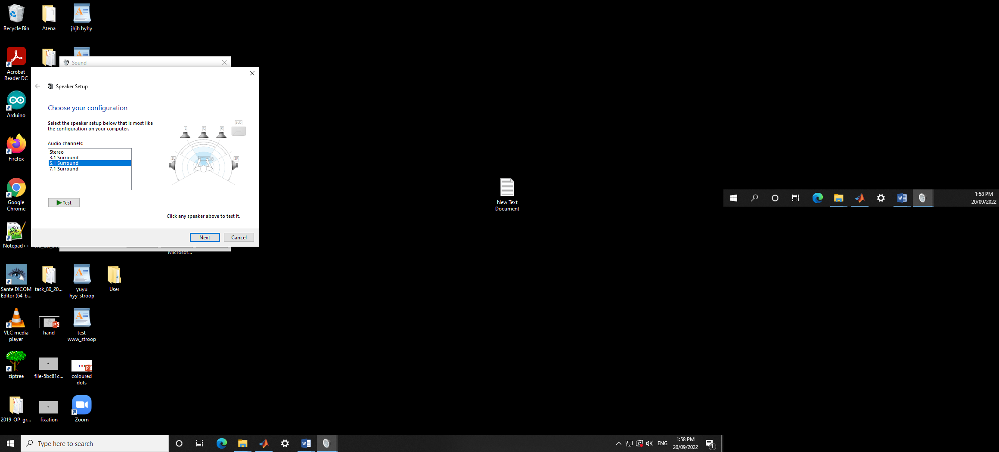 Recycle Bin
Atena
jhjh hyhy
Acrobat
Reader DC
Arduino
Firefox
Google
Chrome
Notepad++
Sound
Speaker Setup
Choose your configuration
Select the speaker setup below that is most like
the configuration on your computer.
Audio channels:
Stereo
3.1 Surround
5.1 Surround
7.1 Surround
L
C
R
Sub
SL
SR
Test
Click any speaker above to test it.
Next
Cancel
Microsor...
New Text
Document
1:58 PM
20/09/2022
Sante DICOM
Editor (64-b...
task_80_20...
yuyu
hyy_stroop
User
VLC media
player
hand
test
www_stroop
ziptree
file-5bc81c...
coloured
dots
2019_OP_gr...
fixation
Zoom
Type here to search
ENG
1:58 PM
20/09/2022
1